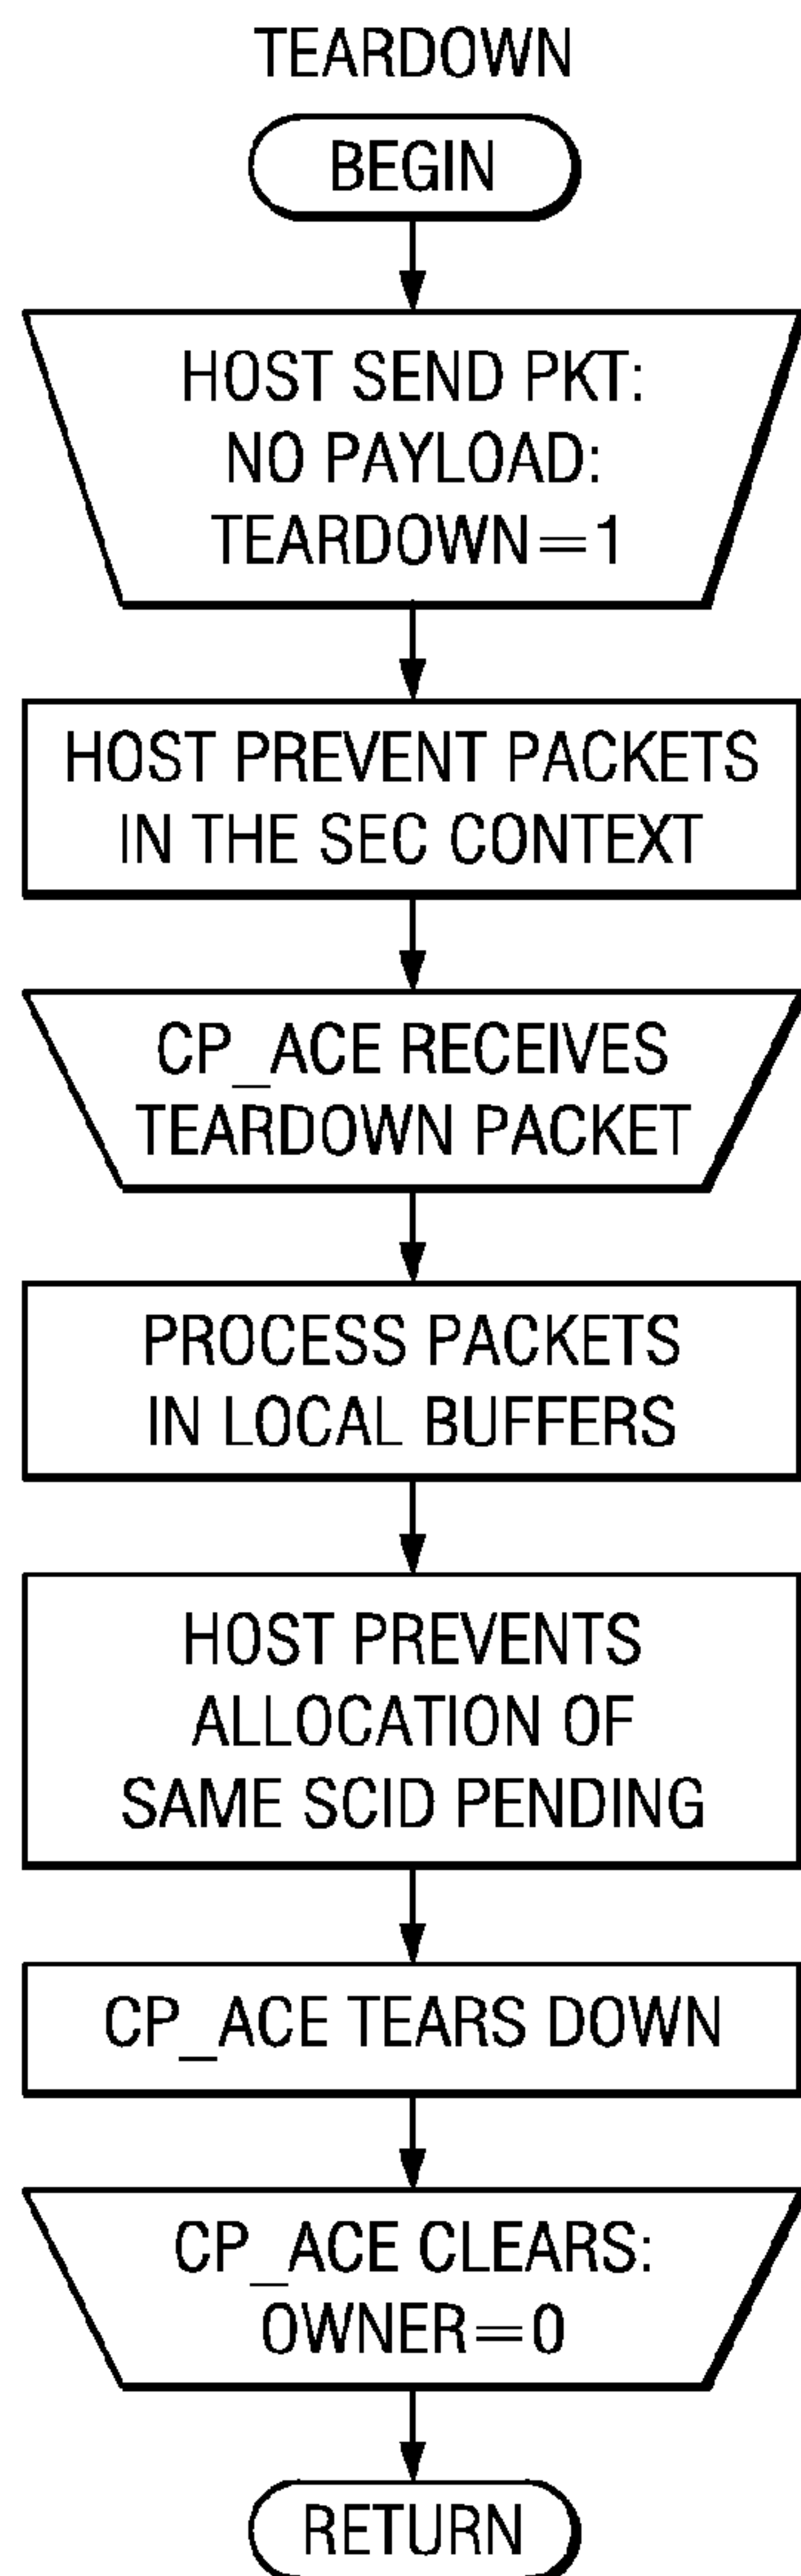 TEARDOWN
BEGIN
HOST SEND PKT:
NO PAYLOAD:
TEARDOWN=1
HOST PREVENT PACKETS
IN THE SEC CONTEXT
CP_ACE RECEIVES
TEARDOWN PACKET
PROCESS PACKETS
IN LOCAL BUFFERS
HOST PREVENTS
ALLOCATION OF
SAME SCID PENDING
CP_ACE TEARS DOWN
CP_ACE CLEARS:
OWNER=0
RETURN